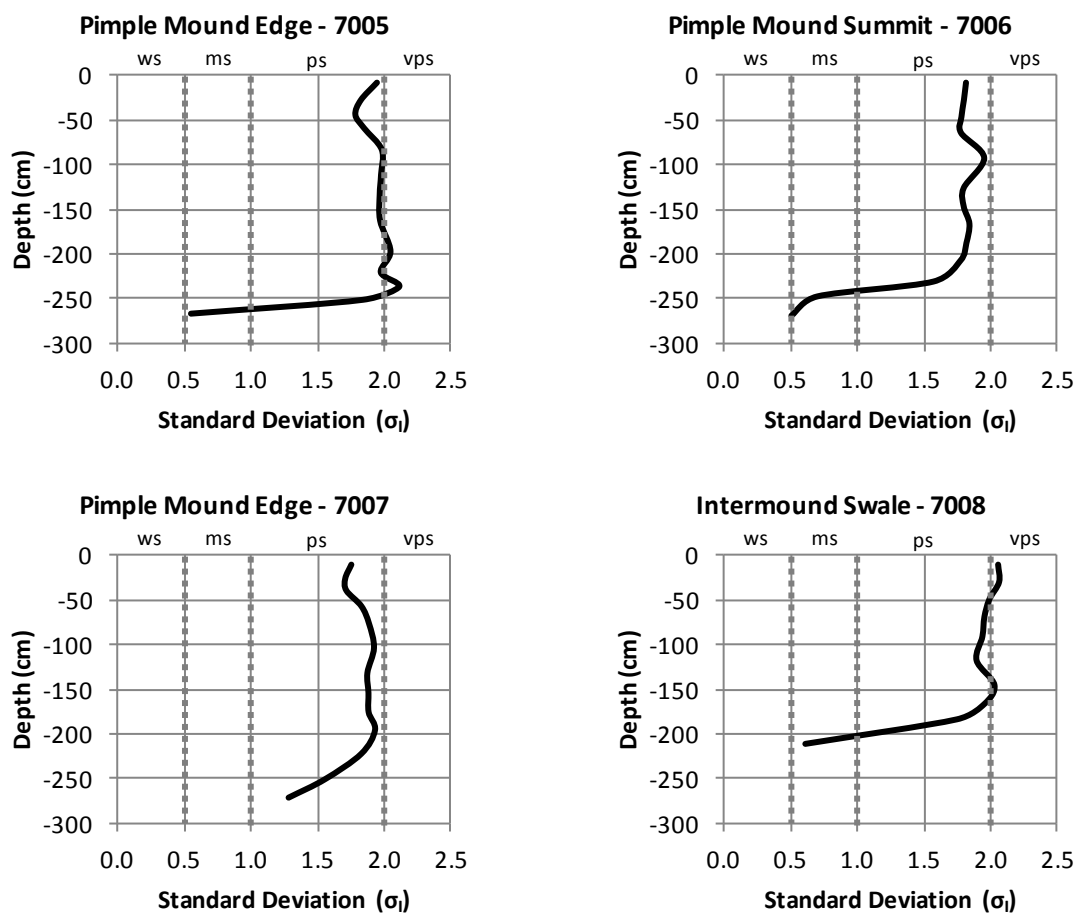 Pimple Mound Edge - 7005
ws ms ps vps
0
-50
-100
-150
-200
-250
-300
Depth (cm)
0.0 0.5 1.0 1.5 2.0 2.5
Standard Deviation (σI)
Pimple Mound Summit - 7006
ws ms ps vps
0
-50
-100
-150
-200
-250
-300
Depth (cm)
0.0 0.5 1.0 1.5 2.0 2.5
Standard Deviation (σI)
Pimple Mound Edge - 7007
ws ms ps vps
0
-50
-100
-150
-200
-250
-300
Depth (cm)
0.0 0.5 1.0 1.5 2.0 2.5
Standard Deviation (σI)
Intermound Swale - 7008
ws ms ps vps
0
-50
-100
-150
-200
-250
-300
Depth (cm)
0.0 0.5 1.0 1.5 2.0 2.5
Standard Deviation (σI)